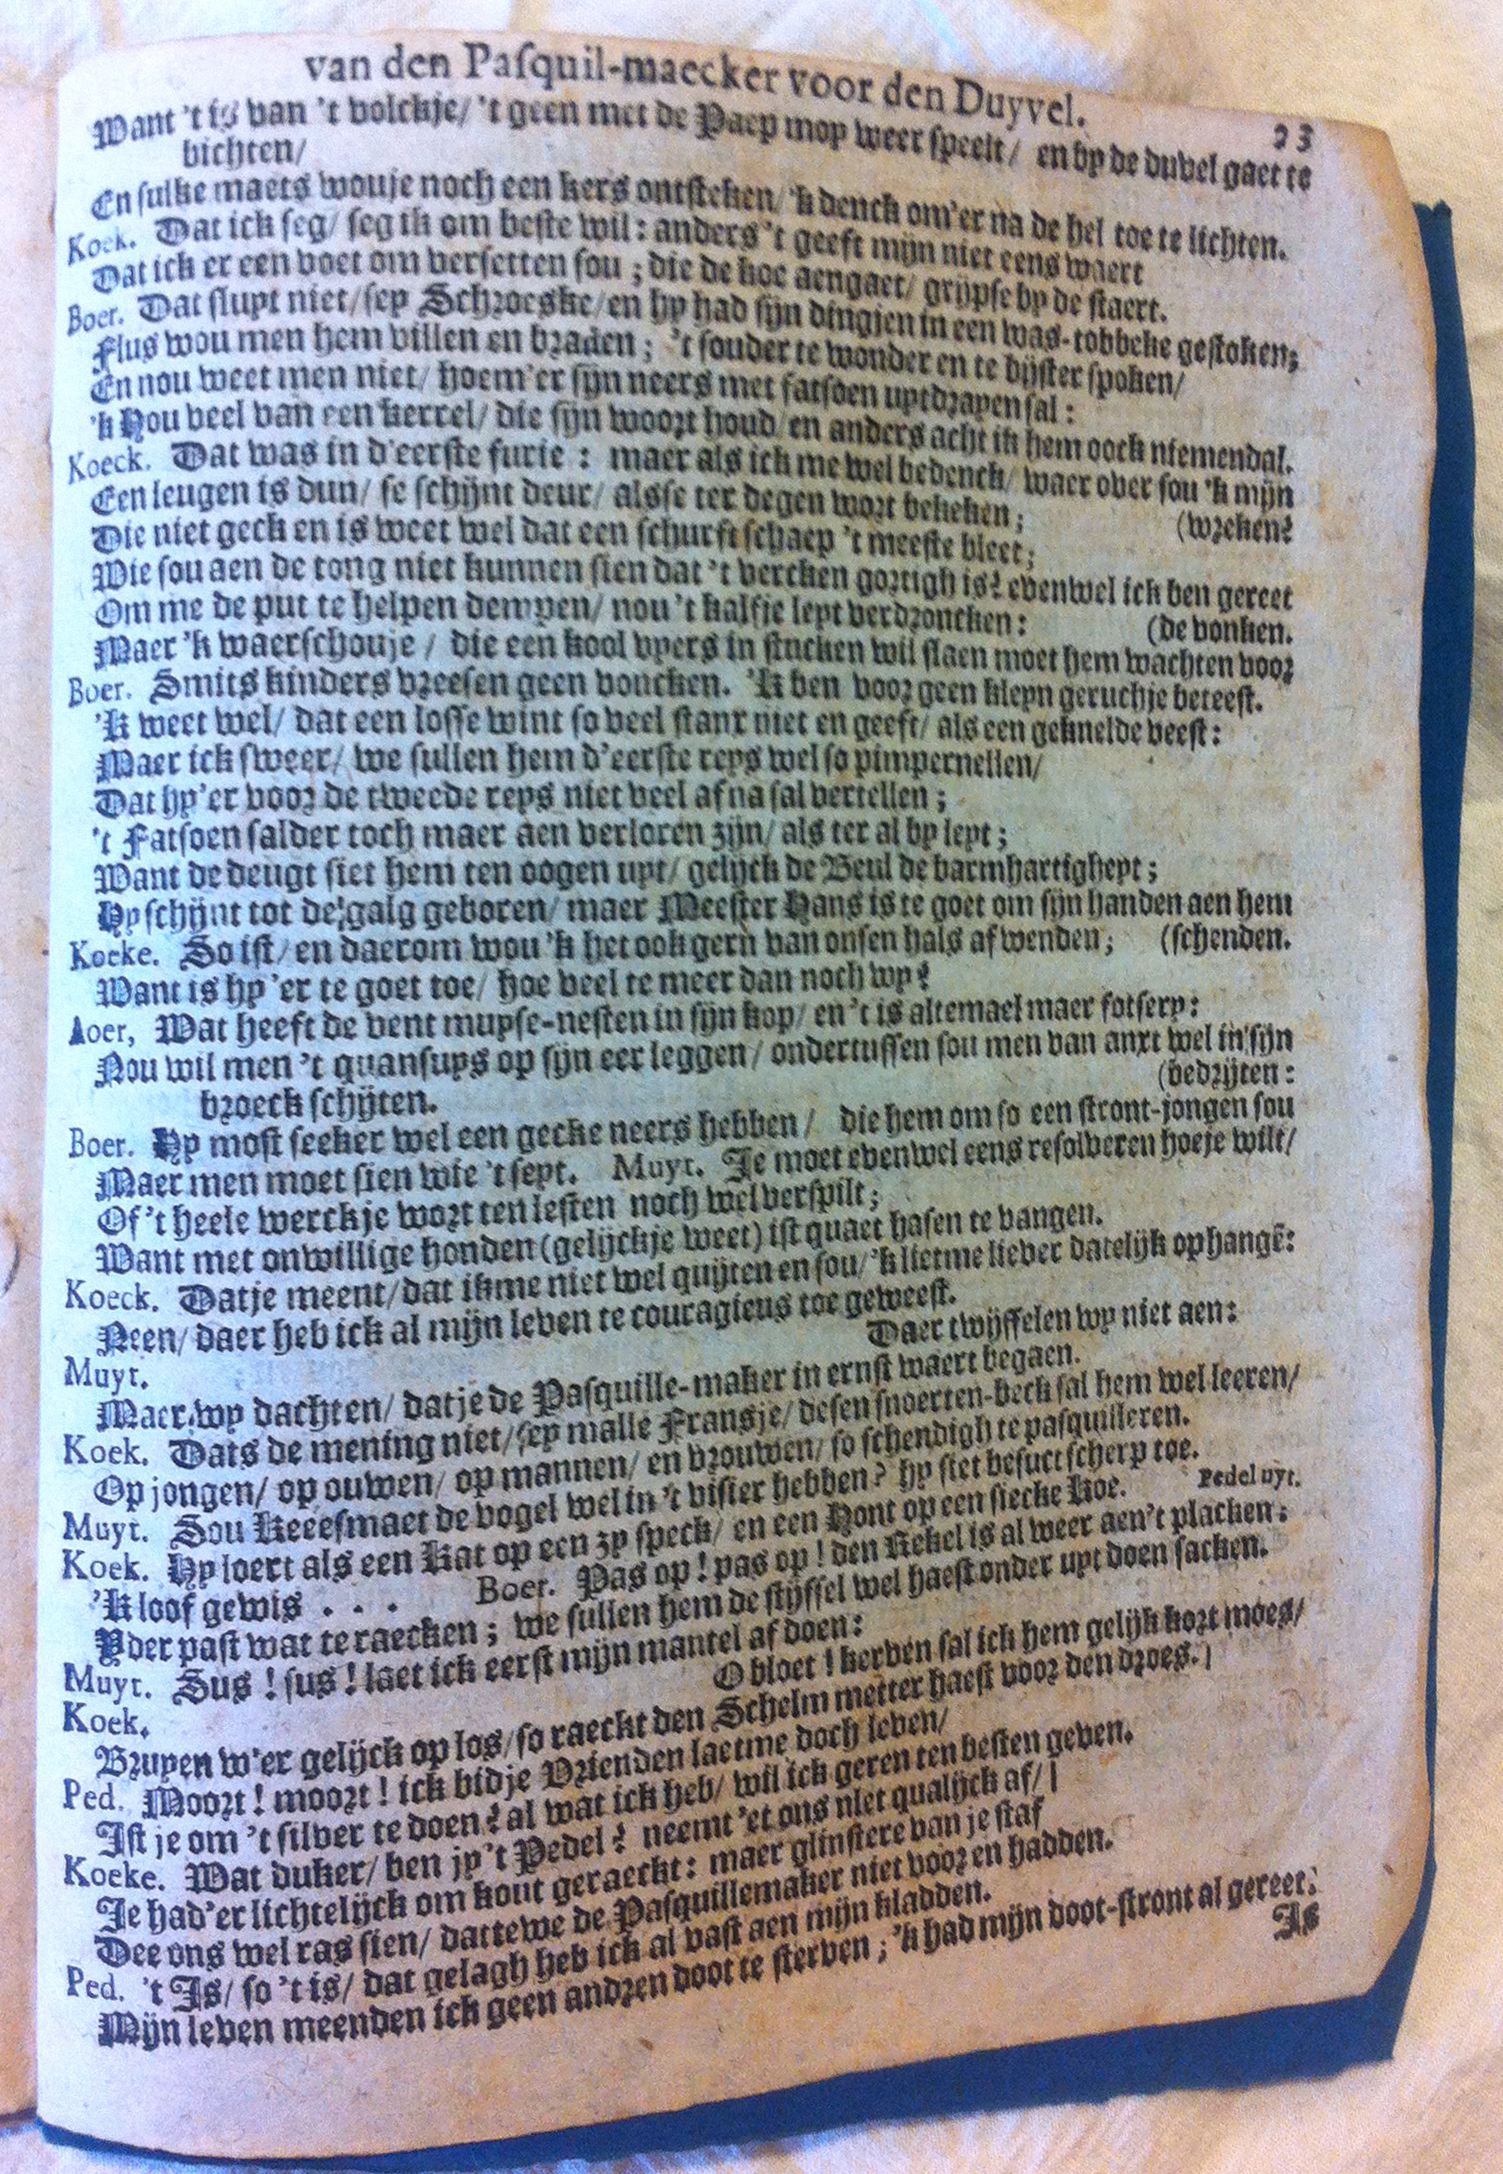 van den Pasquil-maecker voor den Duyvel. 23
Want 't is van 't volckje/ 't geen met de Paep mop weer speelt/ en by de duvel gaet te
bichten/
En sulke maets wouje noch een kers ontsteken/ 'k denck om'er na de hel toe te lichten.
Koek. Dat ick seg/ seg ik om beste wil: anders 't geeft mijn niet eens waert
Dat ick er een voet om versetten sou; die de koe aengaet/ grijpse by de staert.
Boer. Dat sluyt niet/ sey Schroeske/ en hy had sijn dingjen in een was-tobbeke gestoken;
Flus wou men hem villen en braden; 't souder te wonder en te bijster spoken/
En nou weet men niet/ hoem'er sijn neers met fatsoen uytdrayen sal:
'k Hou veel van een kerrel/ die sijn woort houd/ en anders acht ik hem oock niemendal.
Koeck. Dat was in d'eerste furie: maer als ick me wel bedenck/ waer over sou 'k mijn
Een leugen is dun/ se schijnt deur/ alsse ter degen wort bekeken; (wreken?
Die niet geck en is weet wel dat een schurft schaep 't meeste bleet;
Wie sou aen de tong niet kunnen sien dat 't vercken gortigh is? evenwel ick ben gereet
Om me de put te helpen dempen/ nou 't kalfje leyt verdroncken: (de vonken.
Maer 'k waerschouje / die een kool vyers in stucken wil slaen moet hem wachten voor
Boer. Smits kinders vreesen geen voncken. 'K ben voor geen kleyn geruchje beteest.
'K weet wel/ dat een losse wint so veel stanx niet en geeft/ als een geknelde veest:
Maer ick sweer/ we sullen hem d'eerste reys wel so pimpernellen/
Dat hy'er voor de tweede reys niet veel af na sal vertellen;
't Fatsoen salder toch maer aen verloren zijn/ als ter al by leyt;
Want de deugt siet hem ten oogen uyt/ gelijck de Beul de barmhartigheyt;
Hy schijnt tot de galg geboren/ maer Meester Hans is te goet om sijn handen aen hem
Koeke. So ist/ en daerom wou 'k het ook gern van onsen hals af wenden; (schenden.
Want is hy 'er te goet toe/ hoe veel te meer dan noch wy?
Aoer, Wat heeft de vent muyse-nesten in sijn kop/ en 't is altemael maer fotsery:
Nou wil men 't quansuys op sijn eer leggen/ ondertussen sou men van anxt wel in sijn
broeck schijten. (bedrijten:
Boer. Hy most seeker wel een gecke neers hebben/ die hem om so een stront-jongen sou
Maer men moet sien wie 't seyt. Muyt. Je moet evenwel eens resolveren hoeje wilt/
Of 't heele werckje wort ten lesten noch wel verspilt;
Want met onwillige honden (gelijckje weet) ist quaet hasen te vangen.
Koeck. Datje meent/ dat ikme niet wel quijten en sou/ 'k lietme liever datelijk ophangē:
Neen/ daer heb ick al mijn leven te couragieus toe geweest.
Muyt. Daer twijffelen wy niet aen:
Maer wy dachten/ datje de Pasquille-maker in ernst waert begaen.
Koek. Dats de mening niet/ sey malle Fransje/ desen snoerten-beck sal hem wel leeren/
Op jongen/ op ouwen/ op mannen/ en vrouwen/ so schendigh te pasquilleren.
Muyt. Sou Keeesmaet de vogel wel in 't visier hebben? hy siet besuct scherp toe.
Koek. Hy loert als een Kat op een zy speck/ en een Hont op een siecke Koe. Pedel uyt.
'K loof gewis . . . Boer. Pas op! pas op! den Rekel is al weer aen't placken:
Yder past wat te raecken; we sullen hem de stijffel wel haest onder uyt doen sacken.
Muyt. Sus! sus! laet ick eerst mijn mantel af doen:
Koek. O bloet! kerven sal ick hem gelijk kort moes/
Bruyen w'er gelijck op los/ so raeckt den Schelm metter haest voor den droes.)
Ped. Moort! moort! ick bidje Vrienden laetme doch leven/
Ist je om 't silver te doen? al wat ick heb/ wil ick geren ten besten geven.
Koeke. Wat duker/ ben jy 't Pedel? neemt 'et ons niet qualijck af/
Je had'er lichtelijck om kout geraeckt: maer glinstere van je staf
Dee ons wel ras sien/ dattewe de Pasquillemaker niet voor en hadden.
Ped. 't Is/ so 't is/ dat gelagh heb ick al vast aen mijn kladden.
Mijn leven meenden ick geen andren doot te sterven; 'k had mijn doot-stront al gereet.
Is